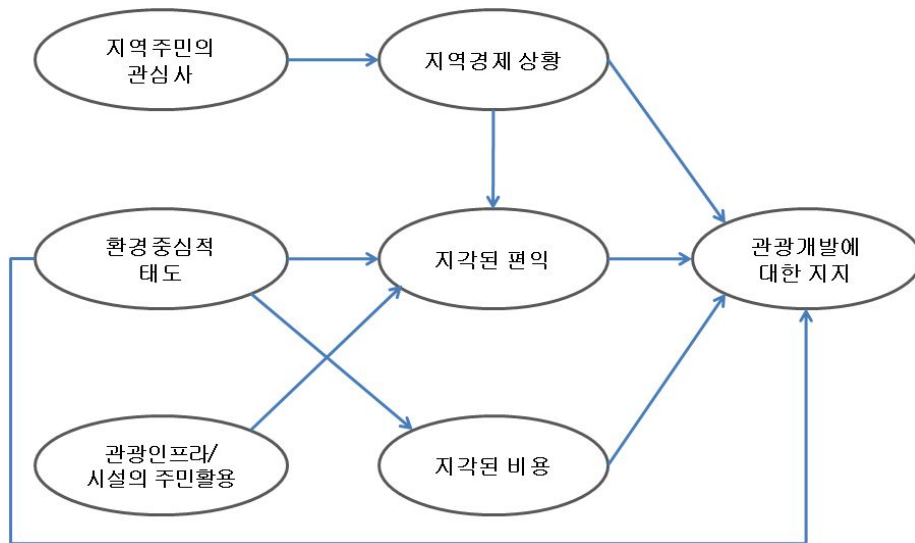 지역주민의
관심사
지역경제 상황
환경중심적
태도
지각된 편익
관광개발에
대한 지지
관광인프라/
시설의 주민활용
지각된 비용